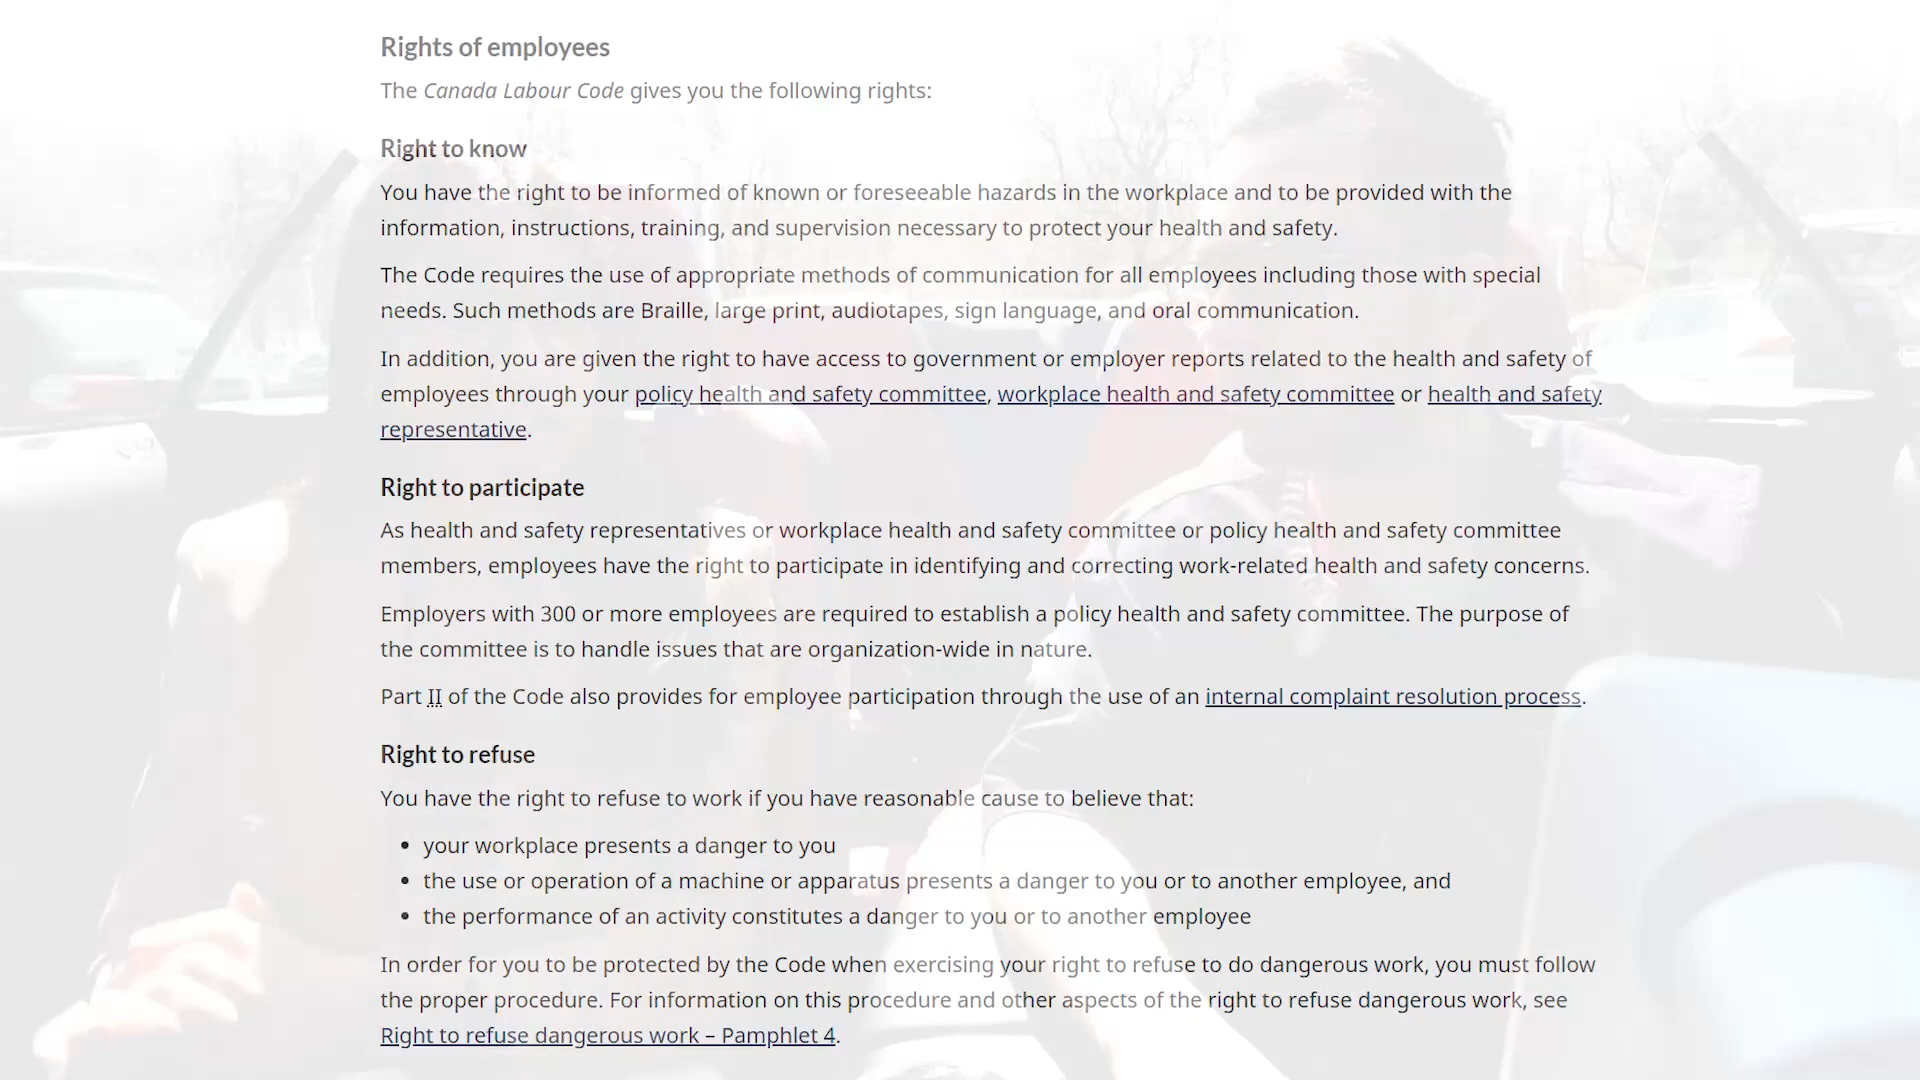 Rights of employees
The Canada Labour Code gives you the following rights:
Right to know
You have the right to be informed of known or foreseeable hazards in the workplace and to be provided with the
information, instructions, training, and supervision necessary to protect your health and safety.
The Code requires the use of appropriate methods of communication for all employees including those with special
needs. Such methods are Braille, large print, audiotapes, sign language, and oral communication.
In addition, you are given the right to have access to government or employer reports related to the health and safety of
employees through your policy health and safety committee, workplace health and safety committee or health and safety
representative.
Right to participate
As health and safety representatives or workplace health and safety committee or policy health and safety committee
members, employees have the right to participate in identifying and correcting work-related health and safety concerns.
Employers with 300 or more employees are required to establish a policy health and safety committee. The purpose of
the committee is to handle issues that are organization-wide in nature.
Part II of the Code also provides for employee participation through the use of an internal complaint resolution process.
Right to refuse
You have the right to refuse to work if you have reasonable cause to believe that:
• your workplace presents a danger to you
• the use or operation of a machine or apparatus presents a danger to you or to another employee, and
• the performance of an activity constitutes a danger to you or to another employee
In order for you to be protected by the Code when exercising your right to refuse to do dangerous work, you must follow
the proper procedure. For information on this procedure and other aspects of the right to refuse dangerous work, see
Right to refuse dangerous work – Pamphlet 4.